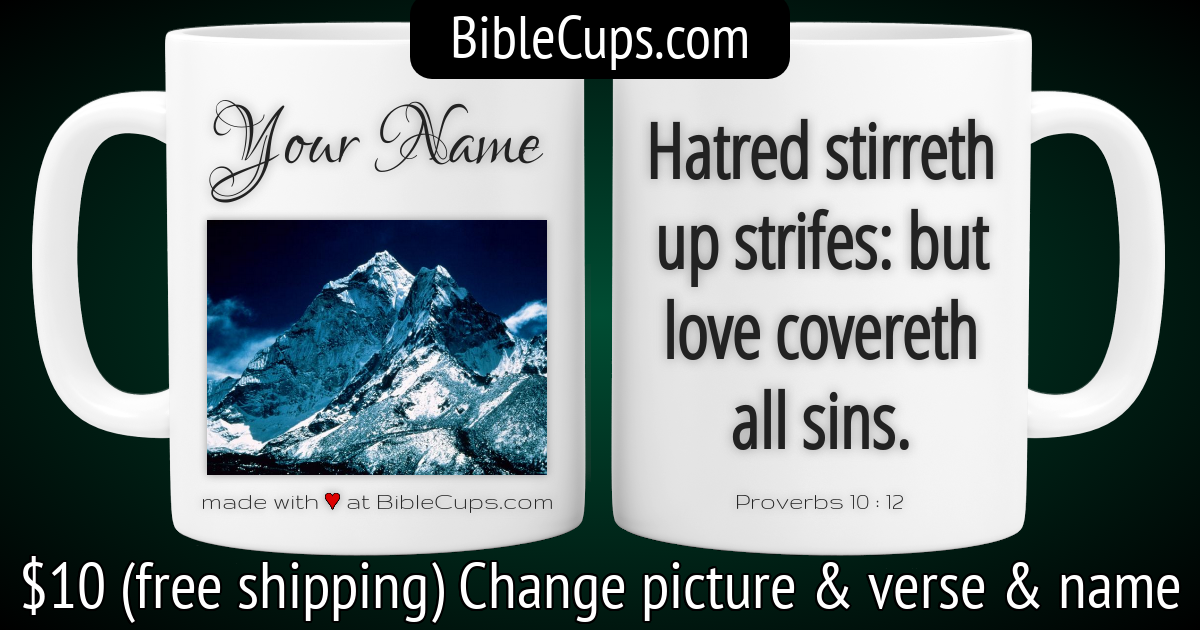 BibleCups.com
Your Name
made with ♥ at BibleCups.com
Hatred stirreth
up strifes: but
love covereth
all sins.
Proverbs 10 : 12
$10 (free shipping) Change picture & verse & name